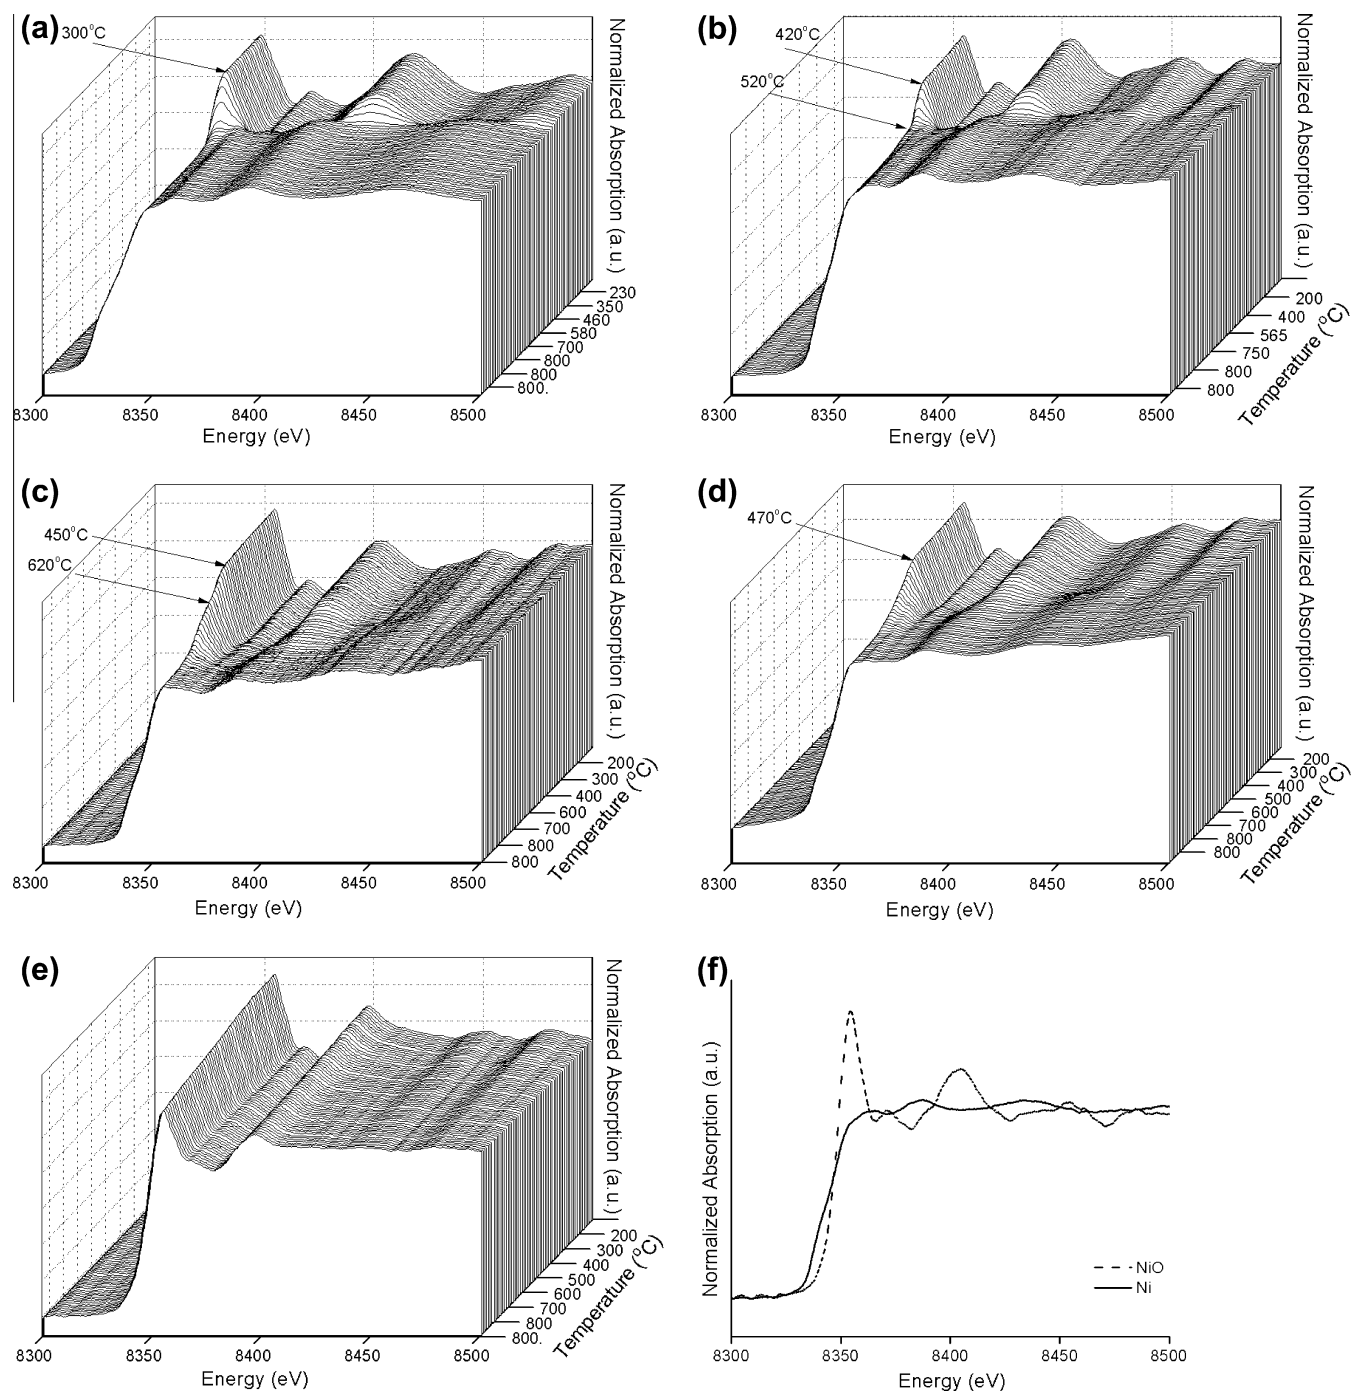 (a)
300°C
Normalized Absorption (a.u.)
230
350
460
580
700
800
800
800.
8300
8350
8400
8450
8500
Energy (eV)
(b)
420°C
520°C
Normalized Absorption (a.u.)
200
400
565
750
800
800
Temperature (°C)
8300
8350
8400
8450
8500
Energy (eV)
(c)
450°C
620°C
Normalized Absorption (a.u.)
200
300
400
600
700
800
800
Temperature (°C)
8300
8350
8400
8450
8500
Energy (eV)
(d)
470°C
Normalized Absorption (a.u.)
200
300
400
500
600
700
800
800
Temperature (°C)
8300
8350
8400
8450
8500
Energy (eV)
(e)
Normalized Absorption (a.u.)
200
300
400
500
600
700
800
800.
Temperature (°C)
8300
8350
8400
8450
8500
Energy (eV)
(f)
Normalized Absorption (a.u.)
NiO
Ni
8300
8350
8400
8450
8500
Energy (eV)